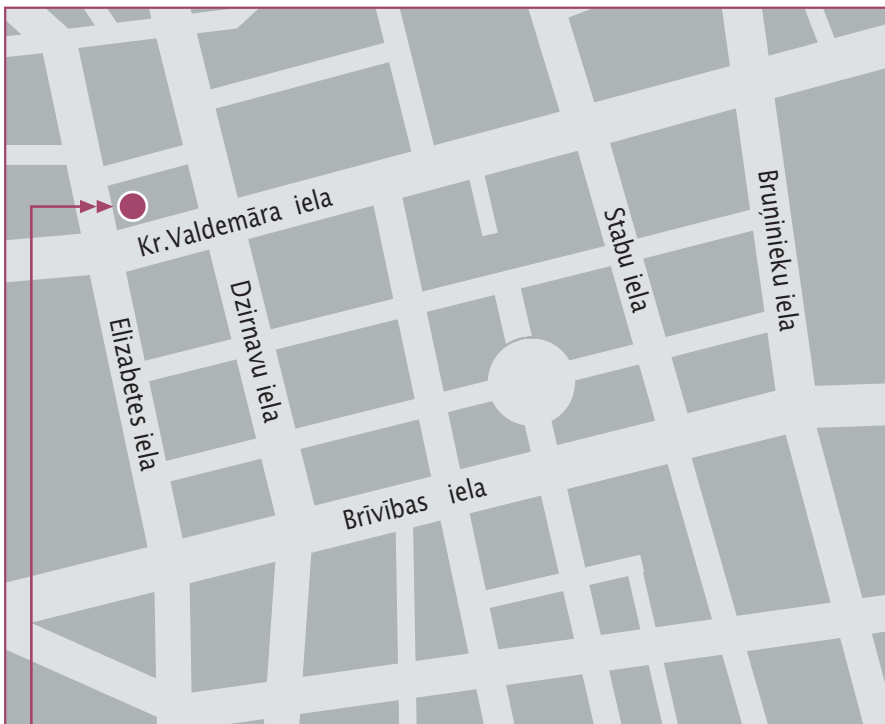 Kr.Valdemāra iela
Stabu iela
Bruņinieku iela
Dzirnavu iela
Elizabetes iela
Brīvības iela